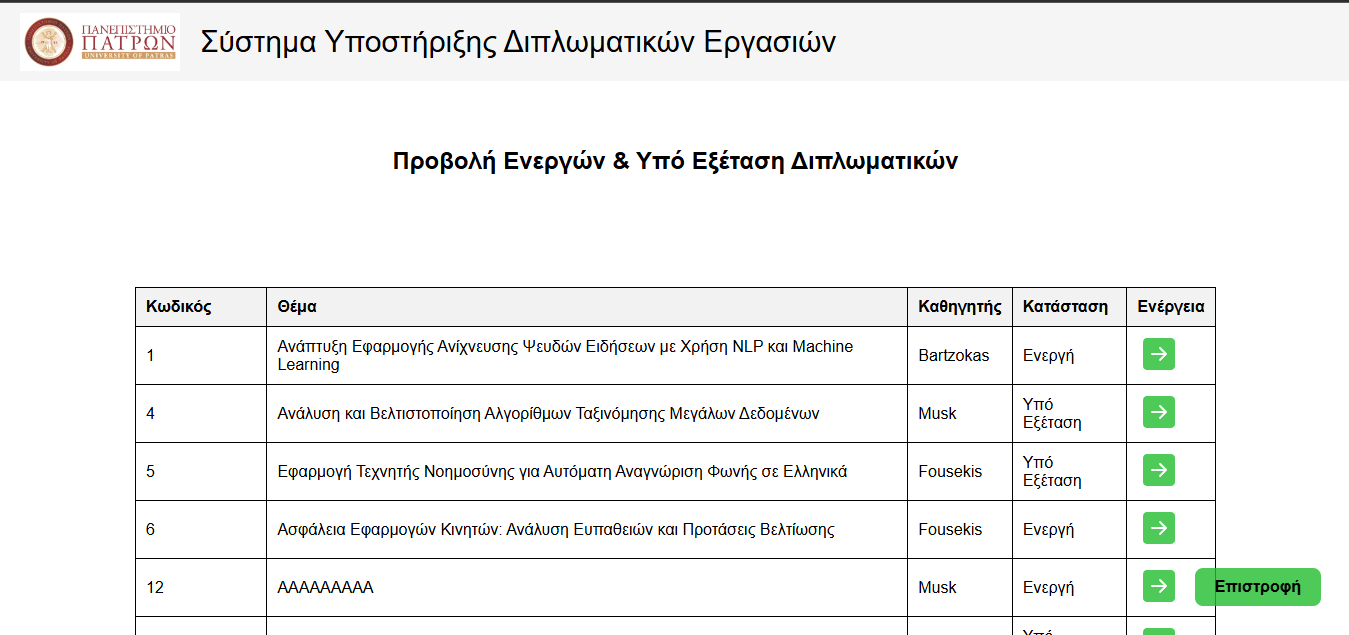 ΠΑΝΕΠΙΣΤΗΜΙΟ
ΠΑΤΡΩΝ
UNIVERSITY OF PATRAS
Σύστημα Υποστήριξης Διπλωματικών Εργασιών
Προβολή Ενεργών & Υπό Εξέταση Διπλωματικών
Κωδικός Θέμα Καθηγητής Κατάσταση Ενέργεια
1 Ανάπτυξη Εφαρμογής Ανίχνευσης Ψευδών Ειδήσεων με Χρήση NLP και Machine
Learning
Bartzokas Ενεργή
4 Ανάλυση και Βελτιστοποίηση Αλγορίθμων Ταξινόμησης Μεγάλων Δεδομένων Musk Υπό
Εξέταση
5 Εφαρμογή Τεχνητής Νοημοσύνης για Αυτόματη Αναγνώριση Φωνής σε Ελληνικά Fousekis Υπό
Εξέταση
6 Ασφάλεια Εφαρμογών Κινητών: Ανάλυση Ευπαθειών και Προτάσεις Βελτίωσης Fousekis Ενεργή
12 ΑΑΑΑΑΑΑΑΑ Musk Ενεργή
Επιστροφή
Υπό